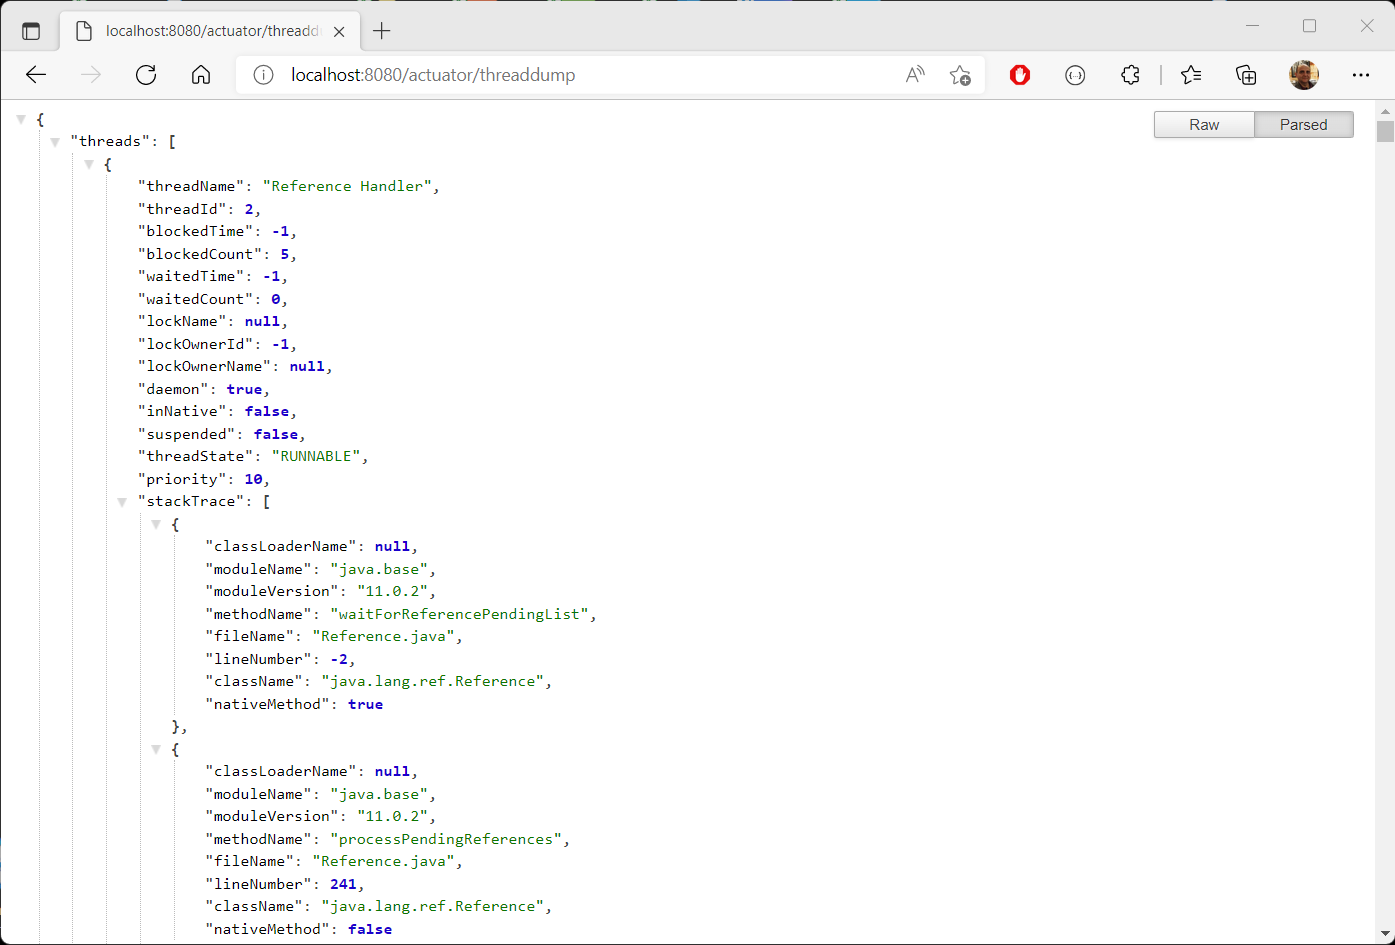 localhost:8080/actuator/threadd
localhost:8080/actuator/threaddump
Raw
Parsed
{
"threads": [
{
"threadName": "Reference Handler",
"threadId": 2,
"blockedTime": -1,
"blockedCount": 5,
"waitedTime": -1,
"waitedCount": 0,
"lockName": null,
"lockOwnerId": -1,
"lockOwnerName": null,
"daemon": true,
"inNative": false,
"suspended": false,
"threadState": "RUNNABLE",
"priority": 10,
"stackTrace": [
{
"classLoaderName": null,
"moduleName": "java.base",
"moduleVersion": "11.0.2",
"methodName": "waitForReferencePendingList",
"fileName": "Reference.java",
"lineNumber": -2,
"className": "java.lang.ref.Reference",
"nativeMethod": true
},
{
"classLoaderName": null,
"moduleName": "java.base",
"moduleVersion": "11.0.2",
"methodName": "processPendingReferences",
"fileName": "Reference.java",
"lineNumber": 241,
"className": "java.lang.ref.Reference",
"nativeMethod": false